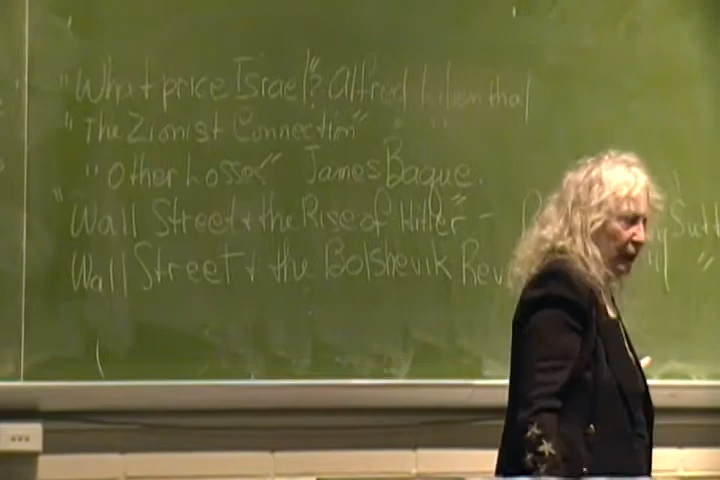 "What price Israel"? Alfred Lilienthal
"The Zionist Connection" " "
"Other Losses" James Baque.
"Wall Street & the Rise of Hitler" -
Wall Street & the Bolshevik Rev